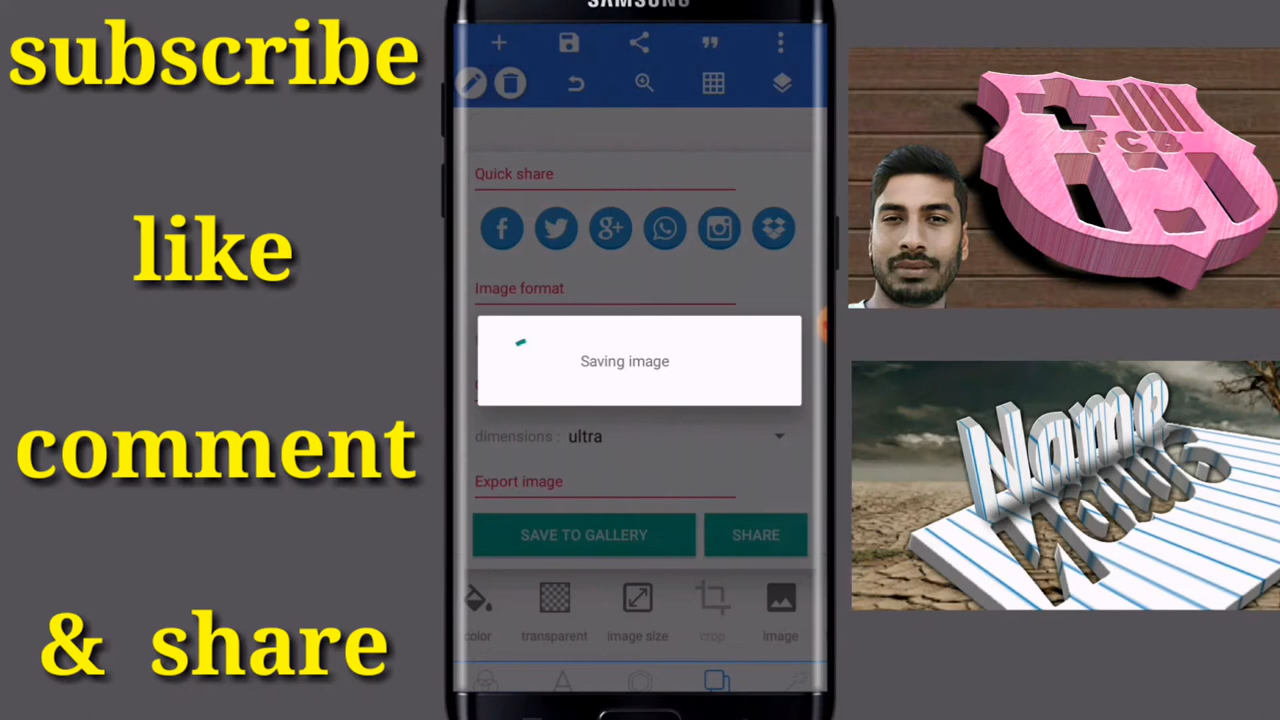 subscribe
like
comment
& share
SAMSUNG
Quick share
Image format
Saving image
dimensions : ultra
Export image
SAVE TO GALLERY
SHARE
color
transparent
image size
crop
image
F C B
Name